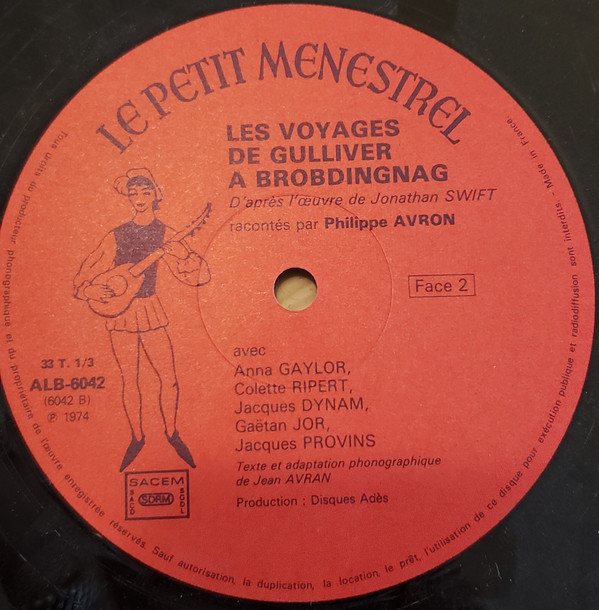 LE PETIT MENESTREL
LES VOYAGES
DE GULLIVER
A BROBDINGNAG
D'après l'œuvre de Jonathan SWIFT
racontés par Philippe AVRON
Face 2
33 T. 1/3
ALB-6042
(6042 B)
℗ 1974
avec
Anna GAYLOR,
Colette RIPERT,
Jacques DYNAM,
Gaëtan JOR,
Jacques PROVINS
Texte et adaptation phonographique
de Jean AVRAN
Production : Disques Adès
SACEM
SACD
SDRM
SGDL
Tous droits du producteur phonographique et du propriétaire de l'œuvre enregistrée réservés. Sauf autorisation, la duplication, la location, le prêt, l'utilisation de ce disque pour exécution publique et radiodiffusion sont interdits - Made in France